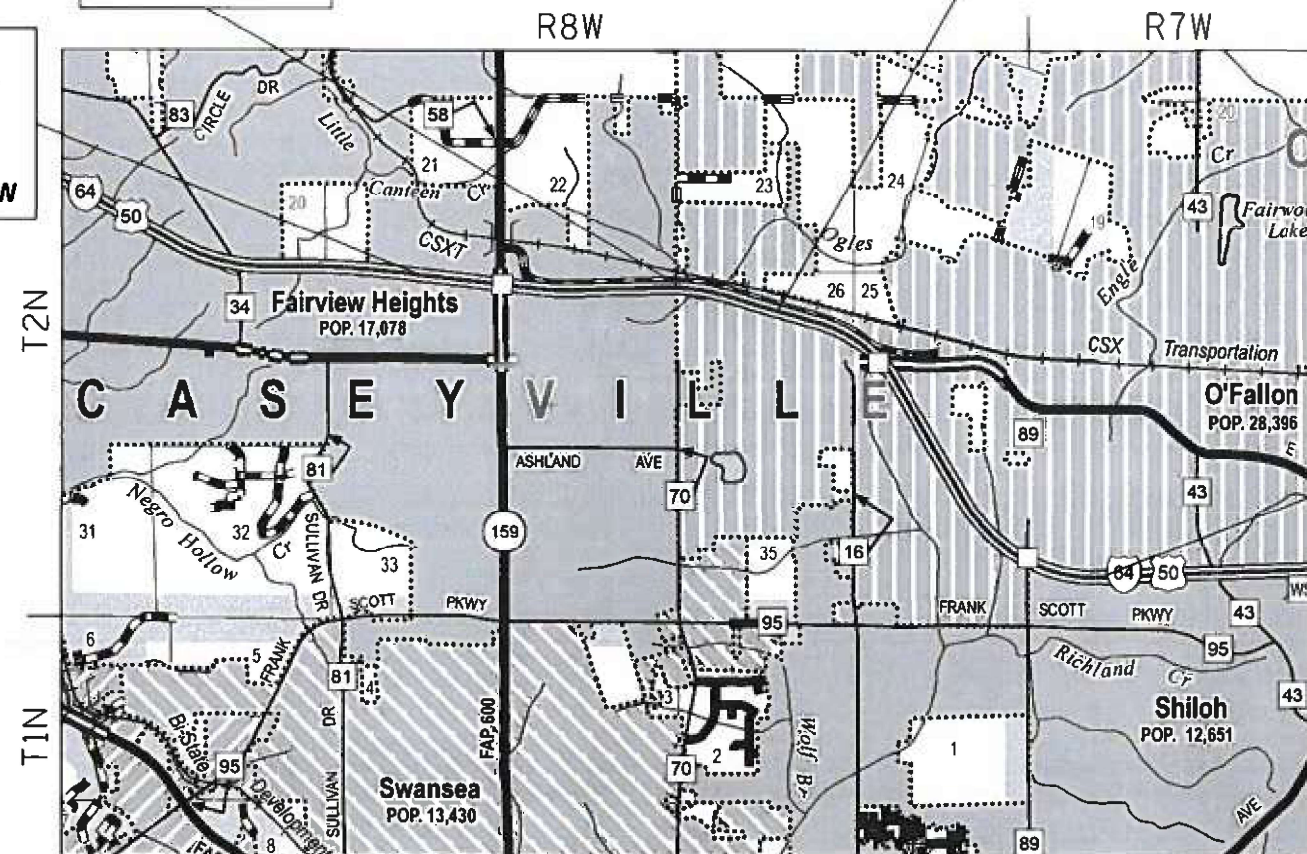 R8W
R7W
W
T2N
T1N
83
CIRCLE DR
58
Little
Canteen Cr
21
22
23
24
20
20
19
Cr
C
64
50
43
Fairwoo
Lake
CSXT
Ogles
Engle
26
25
34
Fairview Heights
POP. 17,078
CSX Transportation
CASEYVILLE
O'Fallon
POP. 28,396
E
89
81
ASHLAND AVE
70
43
31
Negro
Hollow
Cr
32
SULLIVAN DR
33
159
35
16
64
50
WS
SCOTT PKWY
FRANK SCOTT PKWY
95
43
6
5
FRANK
81
4
3
95
Richland Cr
43
Shiloh
POP. 12,651
DR
SULLIVAN
FAP 600
Wolf Br
2
1
70
Bi-State
Development
95
Swansea
POP. 13,430
8
FAP
89
AVE